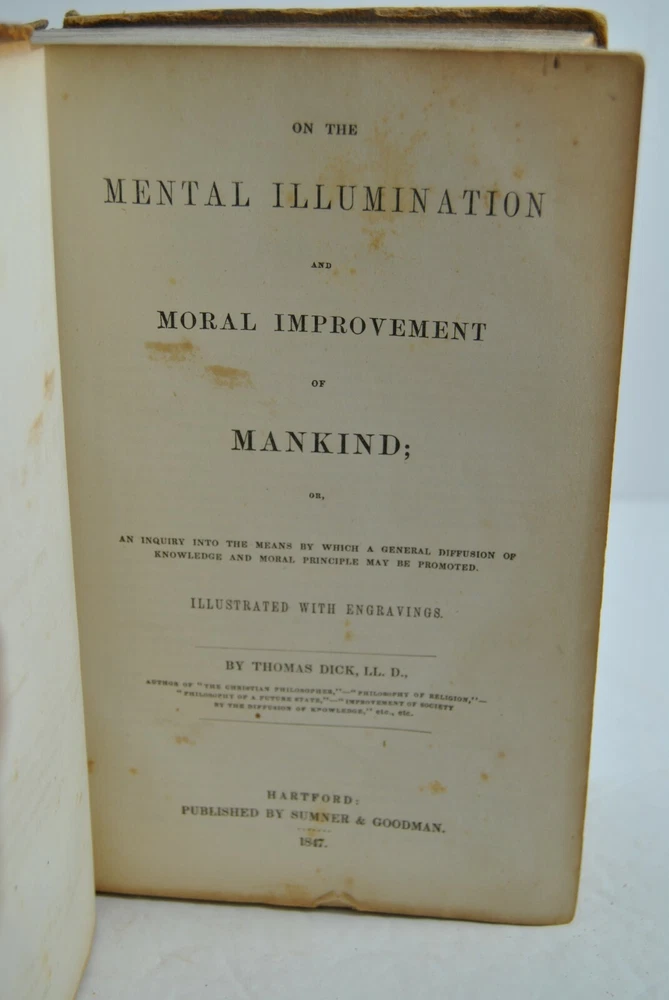 ON THE
MENTAL ILLUMINATION
AND
MORAL IMPROVEMENT
OF
MANKIND;
OR,
AN INQUIRY INTO THE MEANS BY WHICH A GENERAL DIFFUSION OF
KNOWLEDGE AND MORAL PRINCIPLE MAY BE PROMOTED.
ILLUSTRATED WITH ENGRAVINGS.
BY THOMAS DICK, LL. D.,
AUTHOR OF "THE CHRISTIAN PHILOSOPHER,"—"PHILOSOPHY OF RELIGION,"—
"PHILOSOPHY OF A FUTURE STATE,"—"IMPROVEMENT OF SOCIETY
BY THE DIFFUSION OF KNOWLEDGE," etc., etc.
HARTFORD:
PUBLISHED BY SUMNER & GOODMAN.
1847.